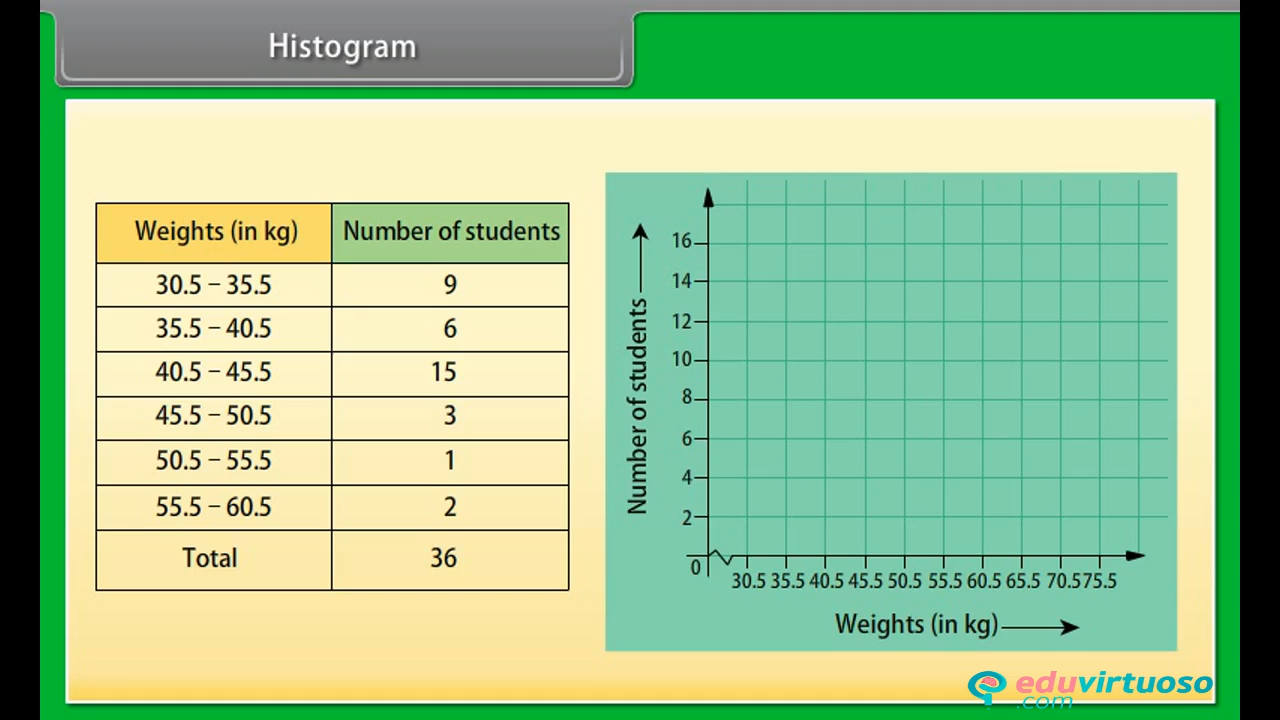 Histogram
Weights (in kg) Number of students
30.5 – 35.5 9
35.5 – 40.5 6
40.5 – 45.5 15
45.5 – 50.5 3
50.5 – 55.5 1
55.5 – 60.5 2
Total 36
Number of students
16
14
12
10
8
6
4
2
0
30.5 35.5 40.5 45.5 50.5 55.5 60.5 65.5 70.5 75.5
Weights (in kg)
eduvirtuoso
.com